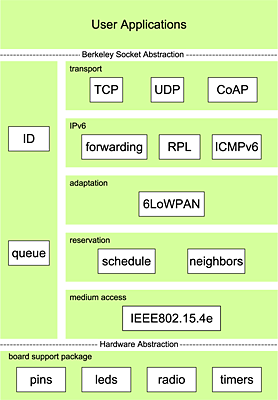 User Applications
Berkeley Socket Abstraction
transport
TCP UDP CoAP
ID
IPv6
forwarding RPL ICMPv6
adaptation
6LoWPAN
queue
reservation
schedule neighbors
medium access
IEEE802.15.4e
Hardware Abstraction
board support package
pins leds radio timers